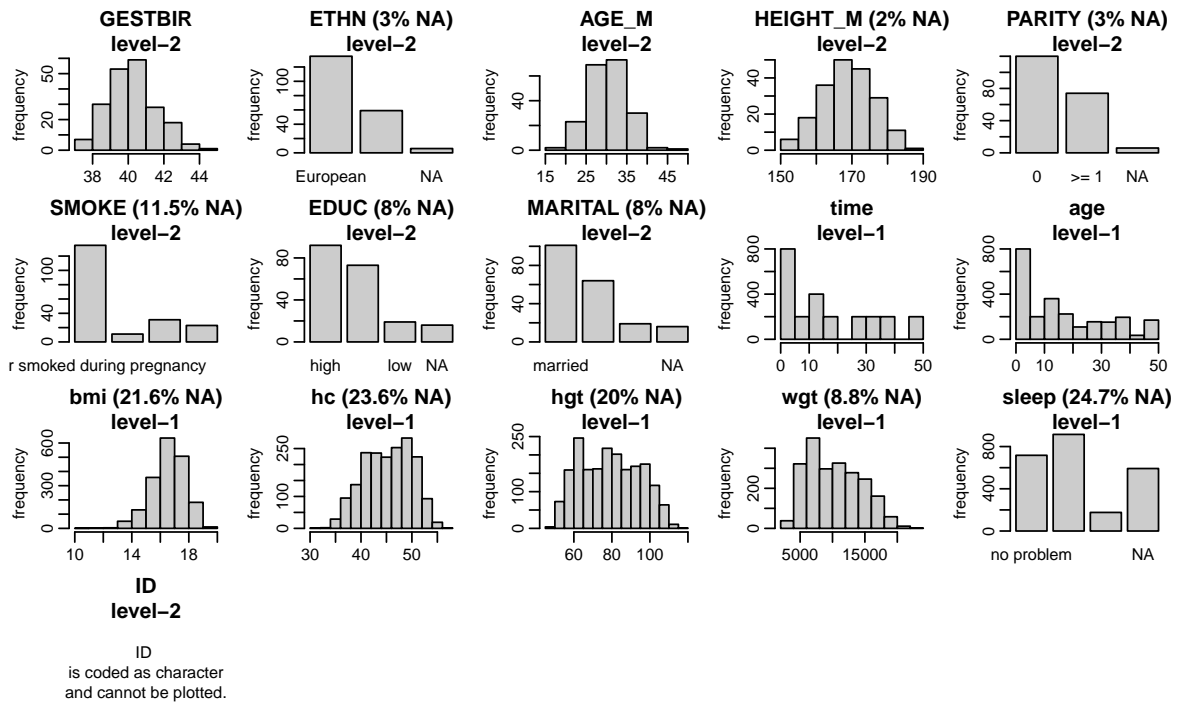 GESTBIR
level−2
frequency
0 20 50
38 40 42 44
ETHN (3% NA)
level−2
frequency
0 40 120
European NA
AGE_M
level−2
frequency
0 40
15 25 35 45
HEIGHT_M (2% NA)
level−2
frequency
0 20 40
150 160 170 190
PARITY (3% NA)
level−2
frequency
0 40 80
0 >= 1 NA
SMOKE (11.5% NA)
level−2
frequency
0 40 120
r smoked during pregnancy
EDUC (8% NA)
level−2
frequency
0 40 80
high low NA
MARITAL (8% NA)
level−2
frequency
0 40 80
married NA
time
level−1
frequency
0 400 800
0 10 30 50
age
level−1
frequency
0 400 800
0 10 30 50
bmi (21.6% NA)
level−1
frequency
0 300 600
10 14 18
hc (23.6% NA)
level−1
frequency
0 100 250
30 40 50
hgt (20% NA)
level−1
frequency
0 100 250
60 80 100
wgt (8.8% NA)
level−1
frequency
0 200
5000 15000
sleep (24.7% NA)
level−1
frequency
0 400 800
no problem NA
ID
level−2
ID
is coded as character
and cannot be plotted.